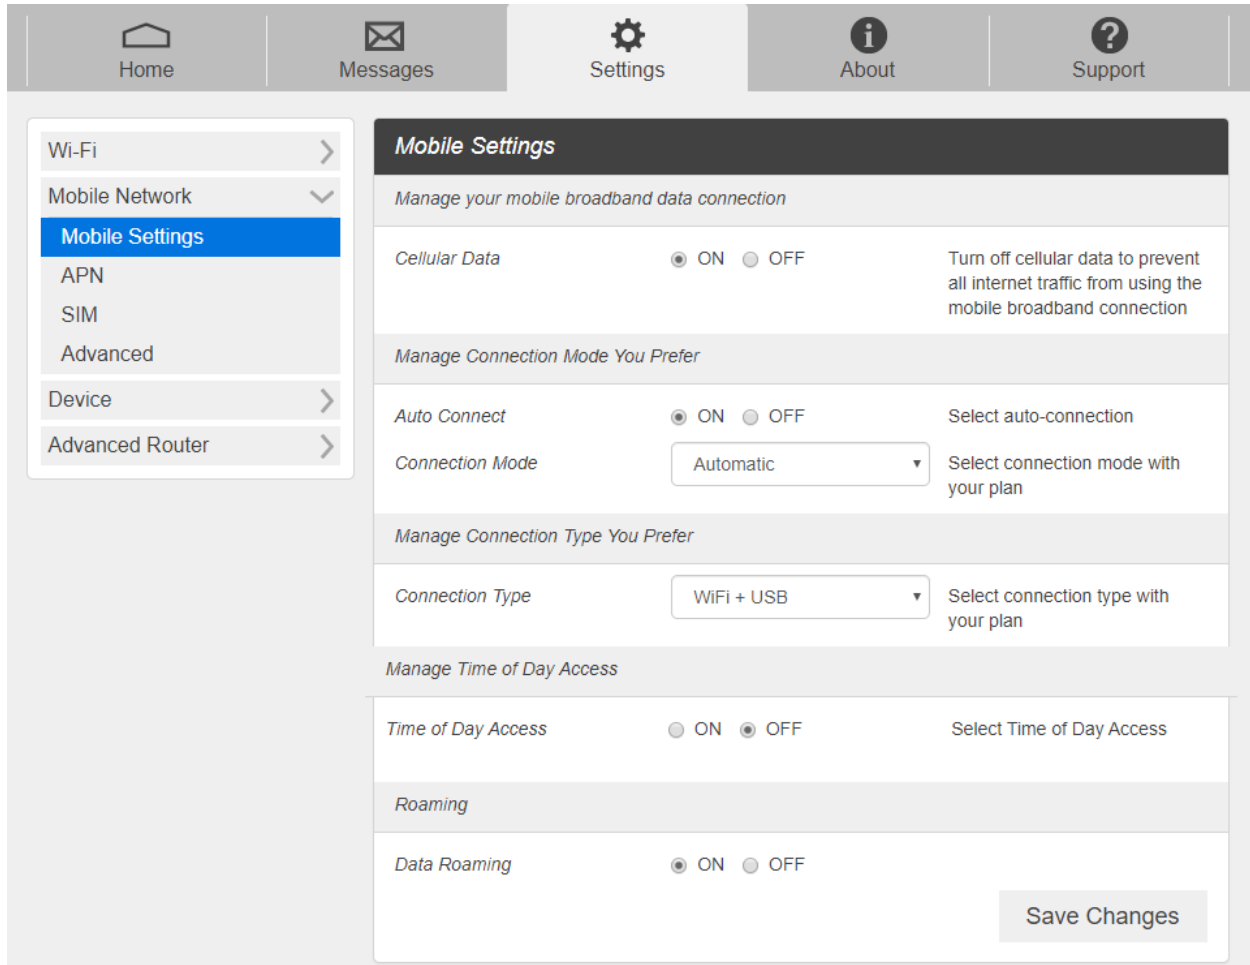 Home
Messages
Settings
About
Support
Wi-Fi
Mobile Network
Mobile Settings
APN
SIM
Advanced
Device
Advanced Router
Mobile Settings
Manage your mobile broadband data connection
Cellular Data
ON OFF
Turn off cellular data to prevent
all internet traffic from using the
mobile broadband connection
Manage Connection Mode You Prefer
Auto Connect
ON OFF
Select auto-connection
Connection Mode
Automatic
Select connection mode with
your plan
Manage Connection Type You Prefer
Connection Type
WiFi + USB
Select connection type with
your plan
Manage Time of Day Access
Time of Day Access
ON OFF
Select Time of Day Access
Roaming
Data Roaming
ON OFF
Save Changes